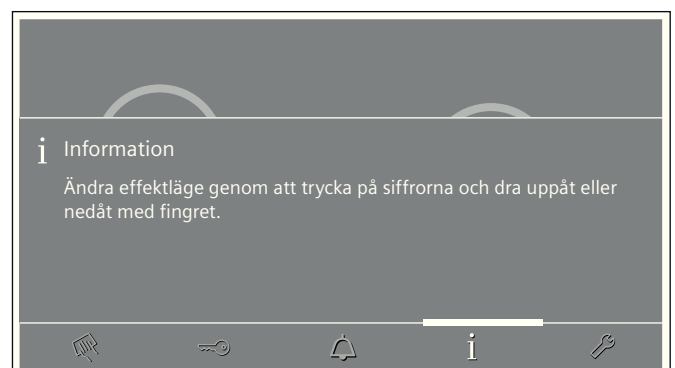 i Information
Ändra effektläge genom att trycka på siffrorna och dra uppåt eller
nedåt med fingret.
i